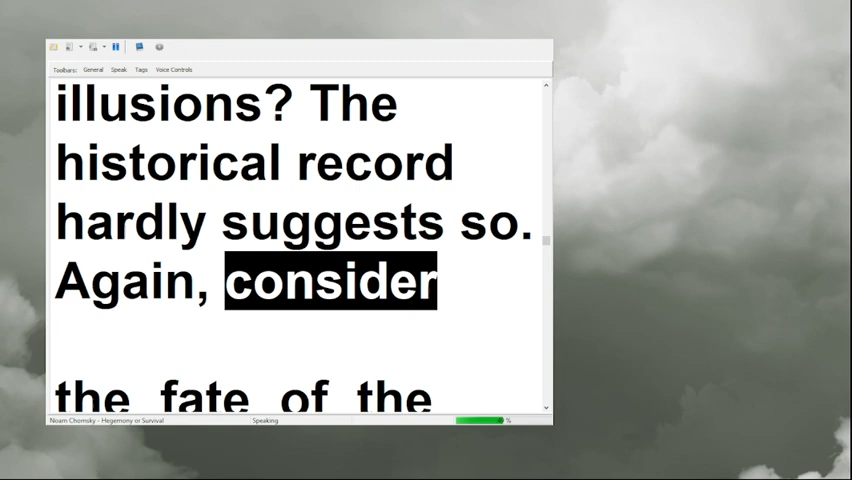 Toolbars: General Speak Tags Voice Controls
illusions? The
historical record
hardly suggests so.
Again, consider
the fate of the
Noam Chomsky - Hegemony or Survival Speaking %